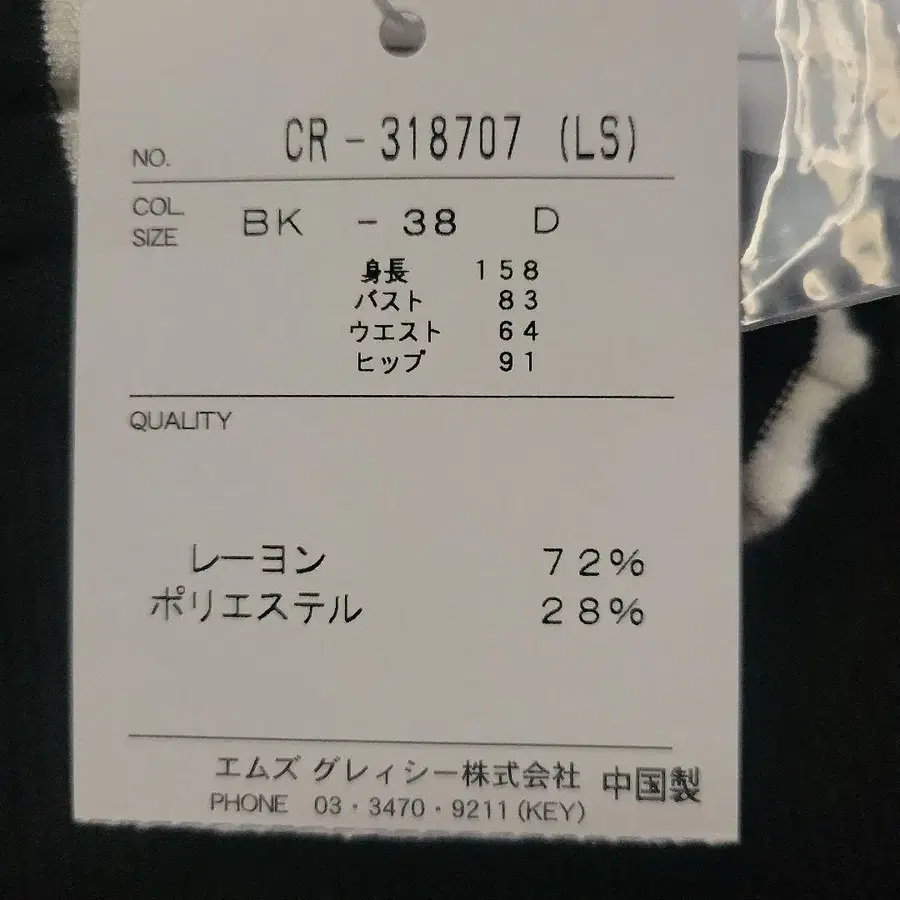 NO. CR-318707 (LS)
COL. SIZE BK - 38 D
身長 158
バスト 83
ウエスト 64
ヒップ 91
QUALITY
レーヨン 72%
ポリエステル 28%
エムズ グレィシー株式会社 中国製
PHONE 03・3470・9211(KEY)